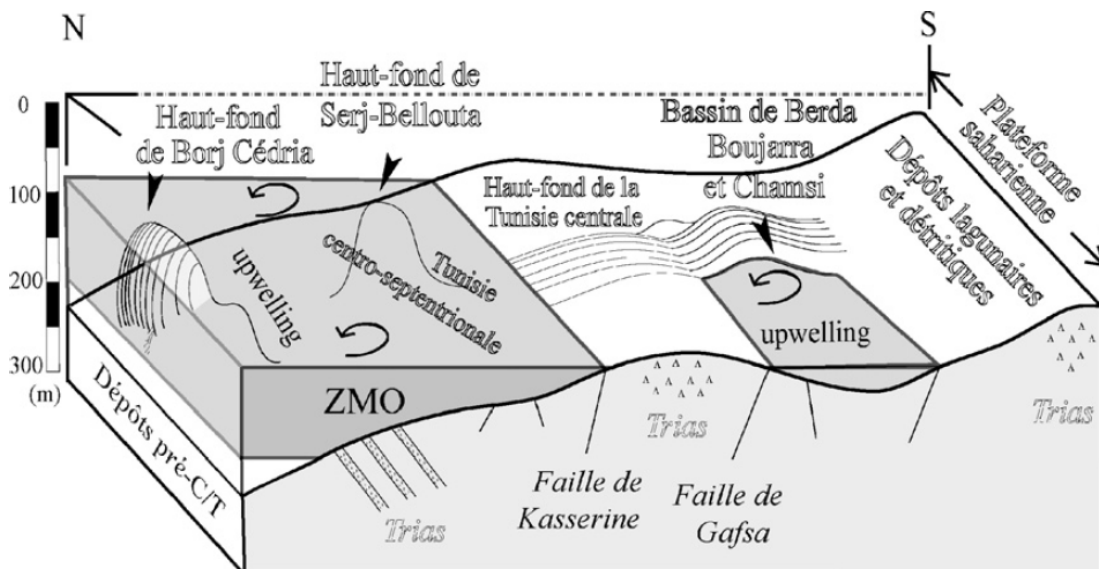 N
S
0
100
200
300
(m)
Haut-fond de
Serj-Bellouta
Haut-fond
de Borj Cédria
Bassin de Berda
Boujarra
et Chamsi
Haut-fond de la
Tunisie centrale
Plateforme
saharienne
Dépôts lagunaires
et détritiques
upwelling
Tunisie
centro-septentrionale
upwelling
ZMO
Dépôts pré-C/T
Trias
Trias
Trias
Faille de
Kasserine
Faille de
Gafsa